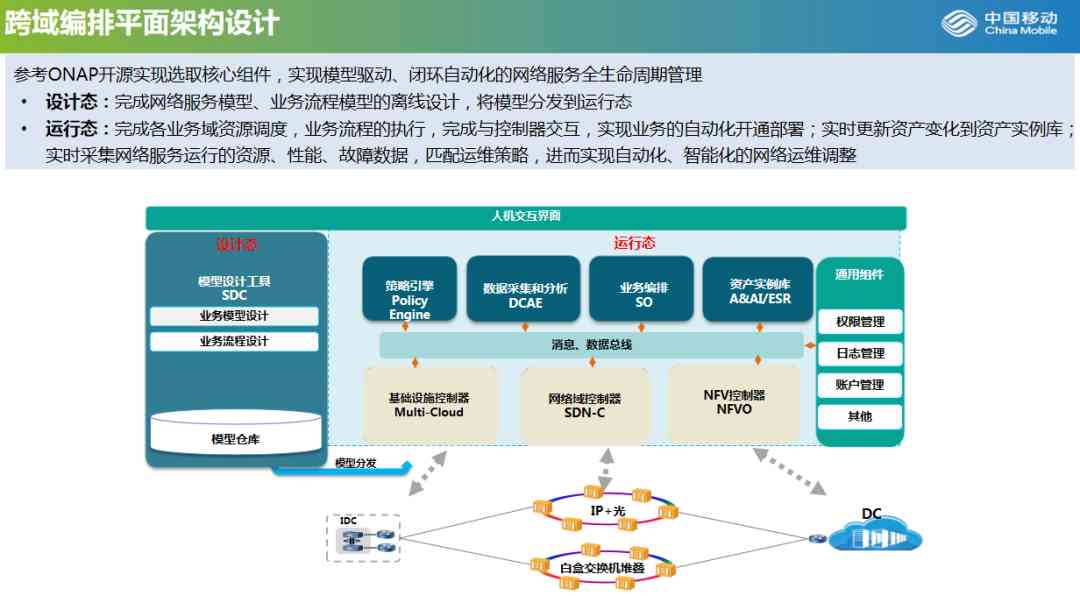 跨域编排平面架构设计
中国移动
China Mobile
参考ONAP开源实现选取核心组件，实现模型驱动、闭环自动化的网络服务全生命周期管理
• 设计态：完成网络服务模型、业务流程模型的离线设计，将模型分发到运行态
• 运行态：完成各业务域资源调度，业务流程的执行，完成与控制器交互，实现业务的自动化开通部署；实时更新资产变化到资产实例库；
实时采集网络服务运行的资源、性能、故障数据，匹配运维策略，进而实现自动化、智能化的网络运维调整
人机交互界面
设计态
模型设计工具
SDC
业务模型设计
业务流程设计
模型仓库
模型分发
运行态
策略引擎
Policy
Engine
数据采集和分析
DCAE
业务编排
SO
资产实例库
A&AI/ESR
消息、数据总线
基础设施控制器
Multi-Cloud
网络域控制器
SDN-C
NFV控制器
NFVO
通用组件
权限管理
日志管理
账户管理
其他
IDC
IP+光
白盒交换机堆叠
DC